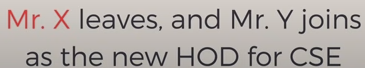 Mr. X leaves, and Mr. Y joins
as the new HOD for CSE